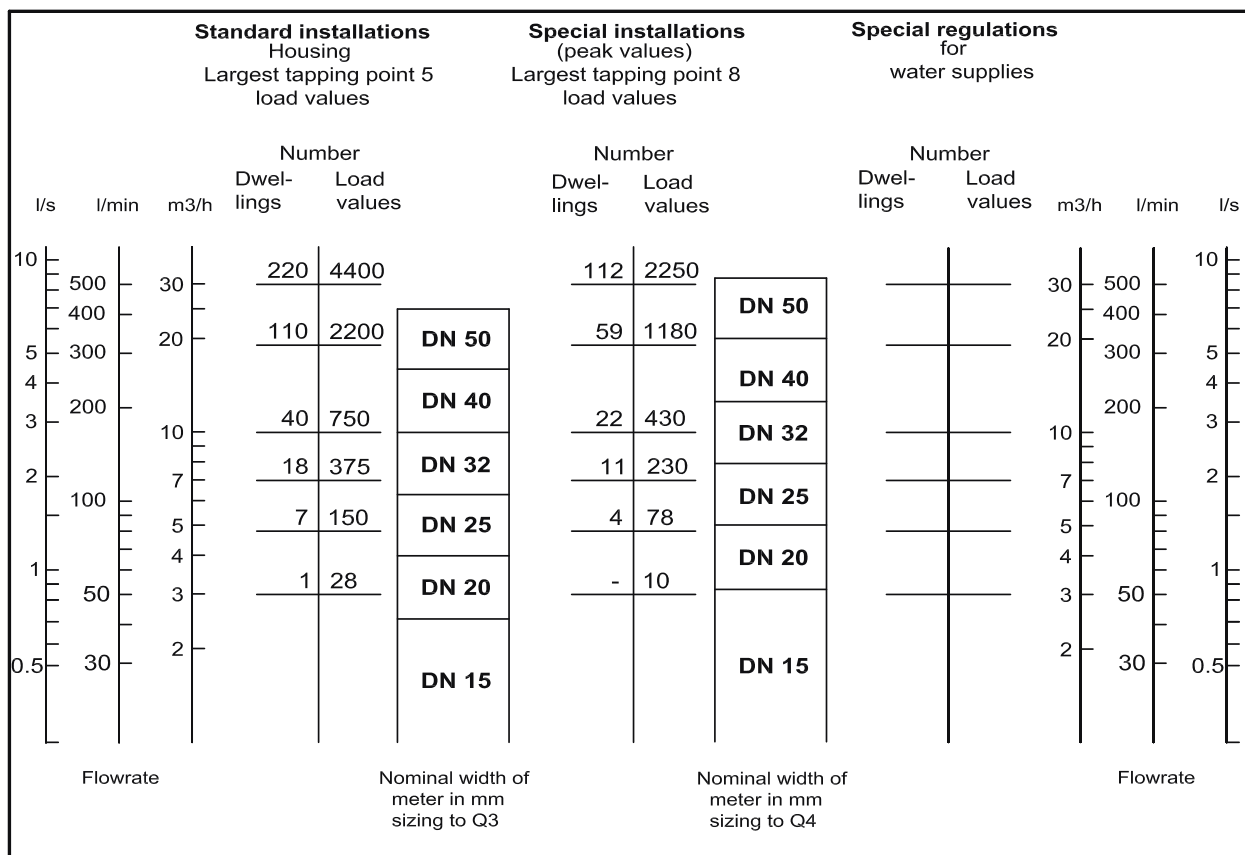 Standard installations
Housing
Largest tapping point 5
load values
Special installations
(peak values)
Largest tapping point 8
load values
Special regulations
for
water supplies
Number
Dwel-
lings
Load
values
Number
Dwel-
lings
Load
values
Number
Dwel-
lings
Load
values
l/s
l/min
m3/h
m3/h
l/min
l/s
10
5
4
3
2
1
0.5
500
400
300
200
100
50
30
30
20
10
7
5
4
3
2
220 4400
110 2200
40 750
18 375
7 150
1 28
DN 50
DN 40
DN 32
DN 25
DN 20
DN 15
112 2250
59 1180
22 430
11 230
4 78
- 10
DN 50
DN 40
DN 32
DN 25
DN 20
DN 15
30
20
10
7
5
4
3
2
500
400
300
200
100
50
30
10
5
4
3
2
1
0.5
Flowrate
Nominal width of
meter in mm
sizing to Q3
Nominal width of
meter in mm
sizing to Q4
Flowrate